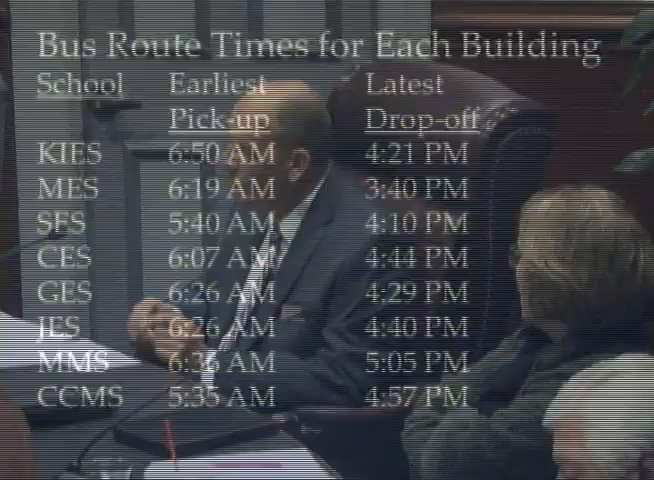 Bus Route Times for Each Building
School Earliest Latest
Pick-up Drop-off
KIES 6:50 AM 4:21 PM
MES 6:19 AM 3:40 PM
SES 5:40 AM 4:10 PM
CES 6:07 AM 4:44 PM
GES 6:26 AM 4:29 PM
JES 6:26 AM 4:40 PM
MMS 6:36 AM 5:05 PM
CCMS 5:35 AM 4:57 PM